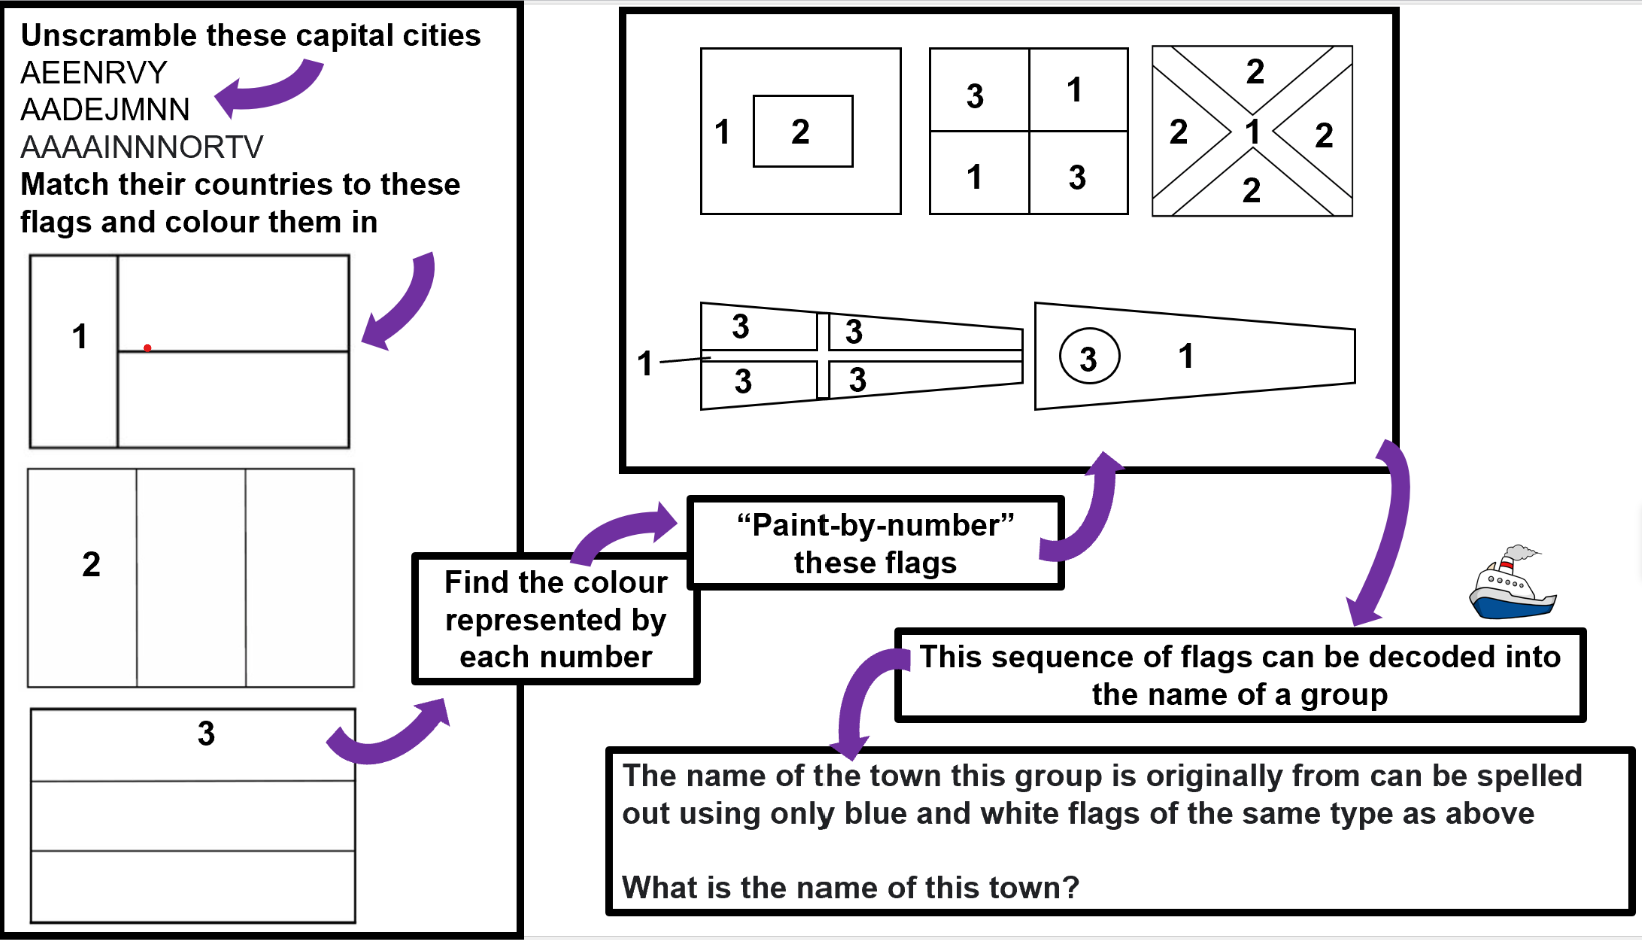 Unscramble these capital cities
AEENRVY
AADEJMNN
AAAAINNNORTV
Match their countries to these
flags and colour them in
1
2
3
Find the colour
represented by
each number
“Paint-by-number”
these flags
1 2
3 1
1 3
2
2 1 2
2
3 3
1
3 3
3 1
This sequence of flags can be decoded into
the name of a group
The name of the town this group is originally from can be spelled
out using only blue and white flags of the same type as above
What is the name of this town?